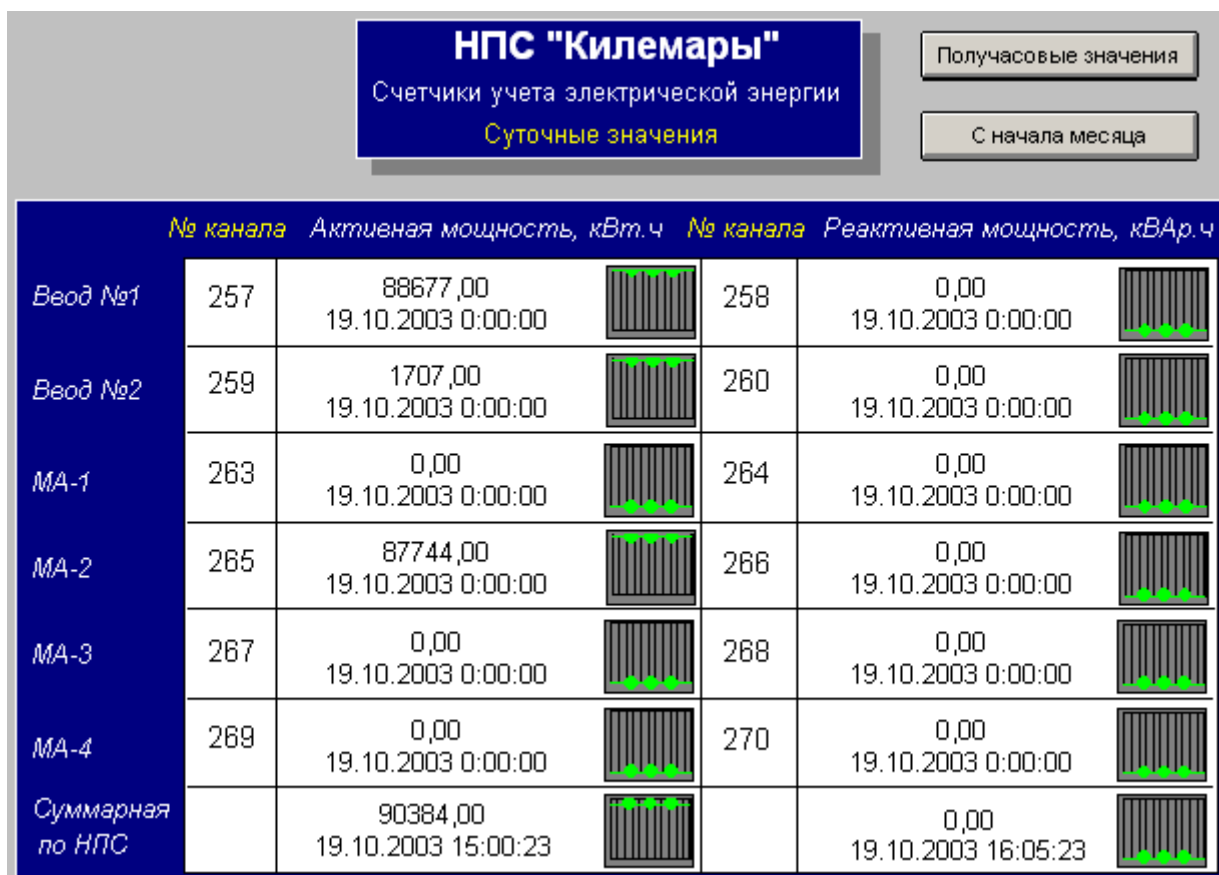 НПС "Килемары"
Счетчики учета электрической энергии
Суточные значения
Получасовые значения
С начала месяца
№ канала Активная мощность, кВт.ч № канала Реактивная мощность, кВАр.ч
Ввод №1 257 88677,00 258 0,00
19.10.2003 0:00:00 19.10.2003 0:00:00
Ввод №2 259 1707,00 260 0,00
19.10.2003 0:00:00 19.10.2003 0:00:00
МА-1 263 0,00 264 0,00
19.10.2003 0:00:00 19.10.2003 0:00:00
МА-2 265 87744,00 266 0,00
19.10.2003 0:00:00 19.10.2003 0:00:00
МА-3 267 0,00 268 0,00
19.10.2003 0:00:00 19.10.2003 0:00:00
МА-4 269 0,00 270 0,00
19.10.2003 0:00:00 19.10.2003 0:00:00
Суммарная 90384,00 0,00
по НПС 19.10.2003 15:00:23 19.10.2003 16:05:23